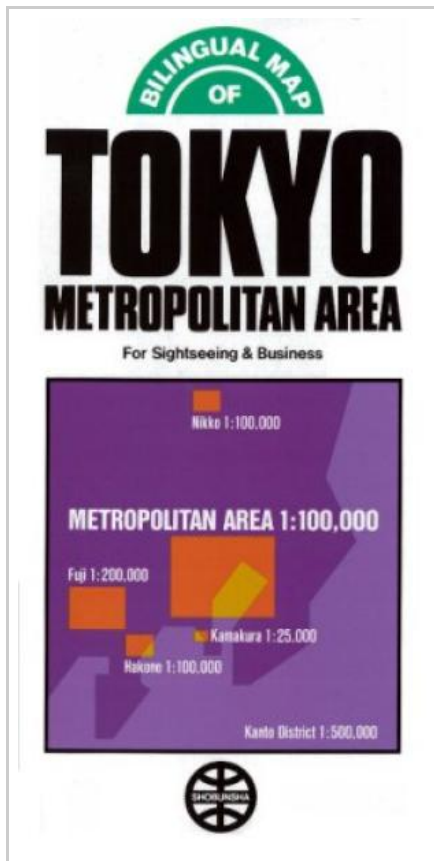 BILINGUAL MAP
OF
TOKYO
METROPOLITAN AREA
For Sightseeing & Business
Nikko 1:100,000
METROPOLITAN AREA 1:100,000
Fuji 1:200,000
Kamakura 1:25,000
Hakone 1:100,000
Kanto District 1:500,000
SHOBUNSHA